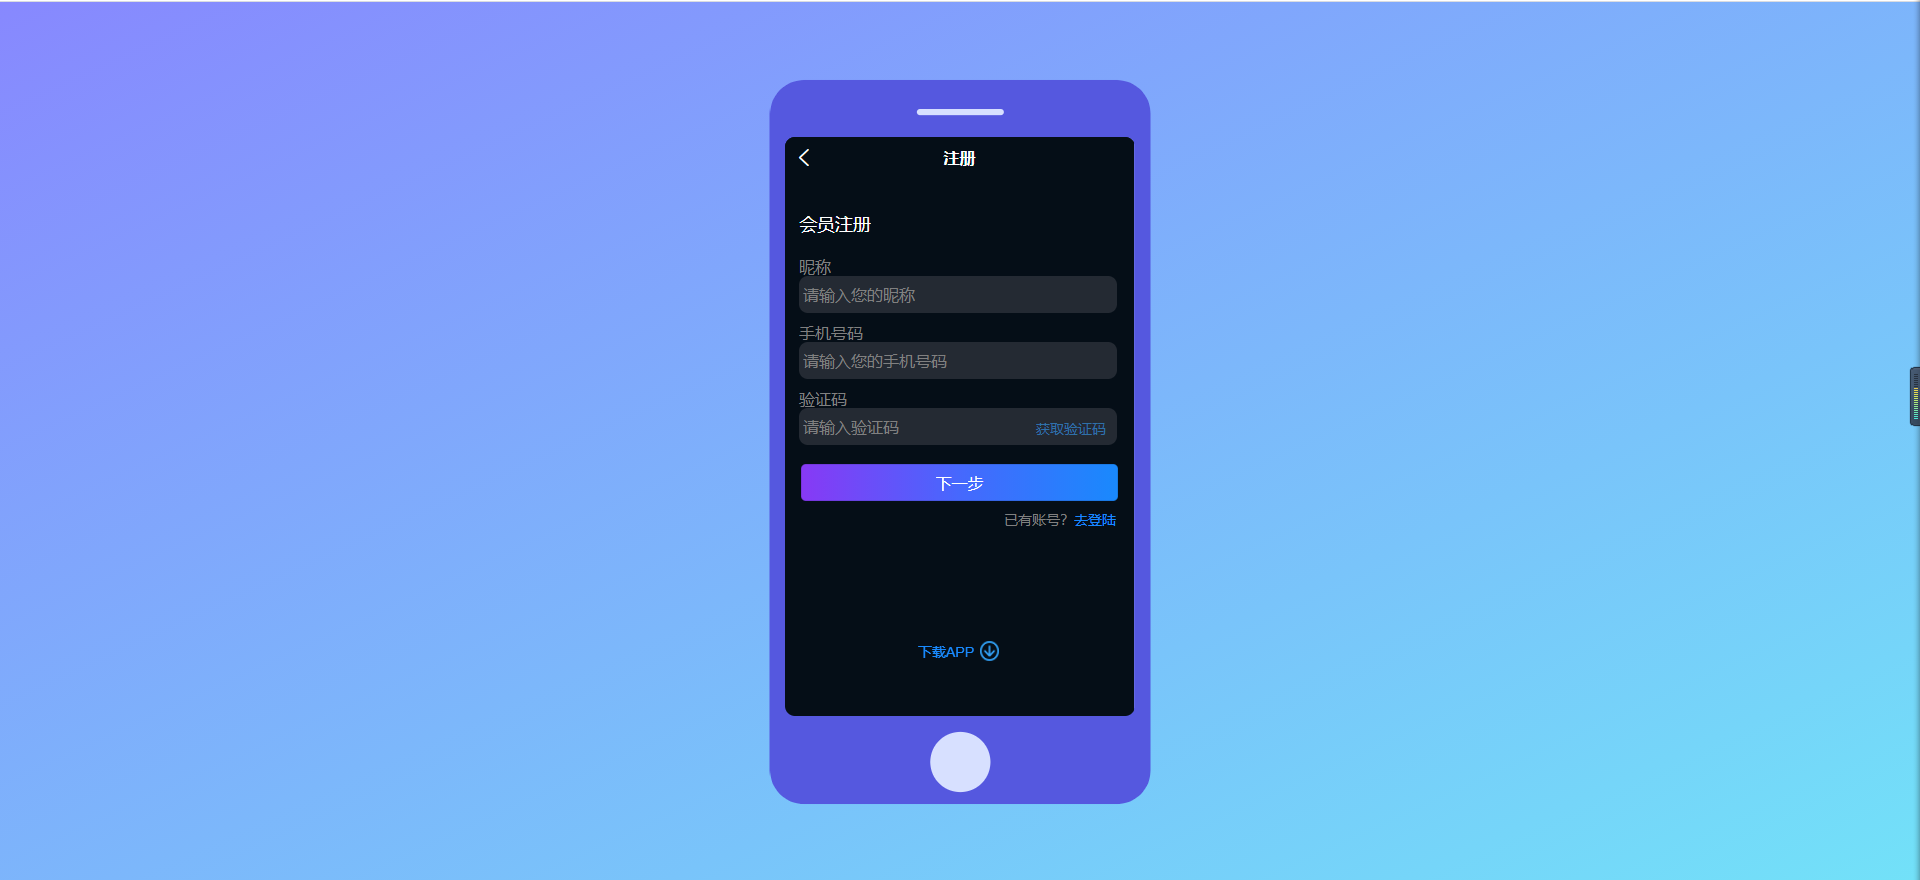 注册
会员注册
昵称
请输入您的昵称
手机号码
请输入您的手机号码
验证码
请输入验证码 获取验证码
下一步
已有账号？去登陆
下载APP